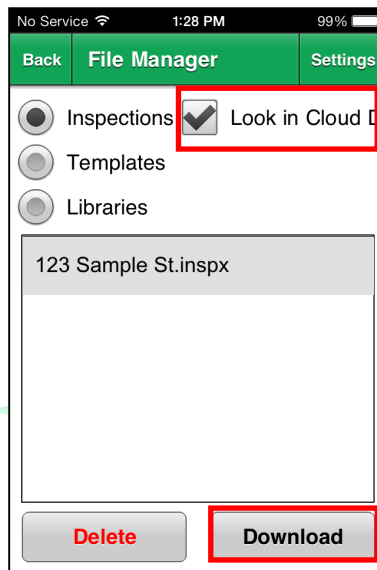 No Service 1:28 PM 99%
Back File Manager Settings
Inspections Look in Cloud
Templates
Libraries
123 Sample St.inspx
Delete Download